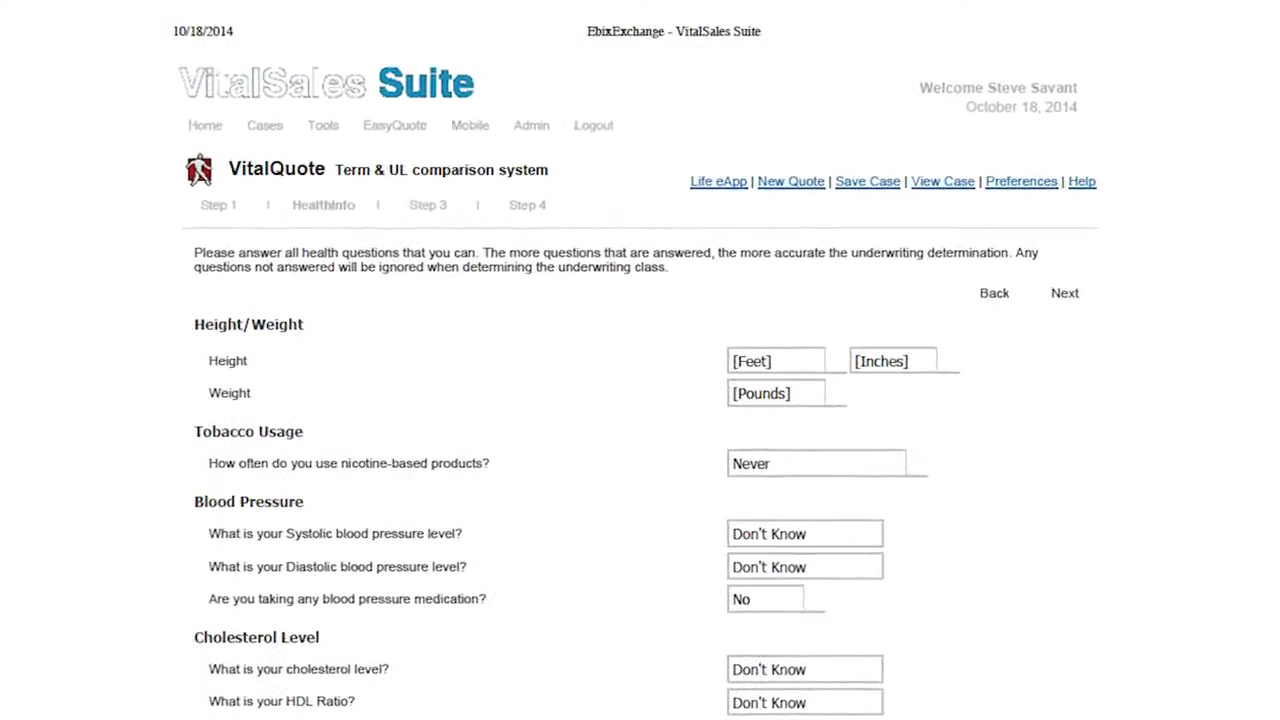 10/18/2014 EbixExchange - VitalSales Suite
VitalSales Suite
Welcome Steve Savant
October 18, 2014
Home Cases Tools EasyQuote Mobile Admin Logout
VitalQuote Term & UL comparison system
Life eApp | New Quote | Save Case | View Case | Preferences | Help
Step 1 | HealthInfo | Step 3 | Step 4
Please answer all health questions that you can. The more questions that are answered, the more accurate the underwriting determination. Any
questions not answered will be ignored when determining the underwriting class.
Back Next
Height/Weight
Height [Feet] [Inches]
Weight [Pounds]
Tobacco Usage
How often do you use nicotine-based products? Never
Blood Pressure
What is your Systolic blood pressure level? Don't Know
What is your Diastolic blood pressure level? Don't Know
Are you taking any blood pressure medication? No
Cholesterol Level
What is your cholesterol level? Don't Know
What is your HDL Ratio? Don't Know